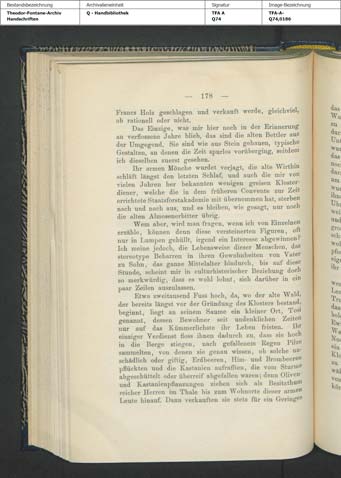 Bestandsbezeichnung Archivalieneinheit Signatur Image-Bezeichnung
Theodor-Fontane-Archiv Q - Handbibliothek TFA A TFA-A-
Handschriften Q74 Q74,0186
— 178 —
Francs Holz geschlagen und verkauft werde, gleichviel,
ob rationell oder nicht.
Das Einzige, was mir hier noch in der Erinnerung
an verflossene Jahre blieb, das sind die alten Bettler aus
der Umgegend. Sie sind wie aus Stein gehauen, typische
Gestalten, an denen die Zeit spurlos vorüberging, seitdem
ich dieselben zuerst gesehen.
Ihr armen Mönche wurdet verjagt, die alte Wirthin
schläft längst den letzten Schlaf, und auch die mir von
vielen Jahren her bekannten wenigen greisen Kloster-
diener, welche die in dem früheren Convente zur Zeit
errichtete Staatsforstakademie mit übernommen hat, sterben
nach und nach aus, und es bleiben, wie gesagt, nur noch
die alten Almosenerbitter übrig.
Wem aber, wird man fragen, wenn ich von Einzelnen
erzähle, können denn diese versteinerten Figuren, oft
nur in Lumpen gehüllt, irgend ein Interesse abgewinnen?
Ich meine jedoch, die Lebensweise dieser Menschen, das
stereotype Beharren in ihren Gewohnheiten von Vater
zu Sohn, das ganze Mittelalter hindurch, bis auf diese
Stunde, scheint mir in culturhistorischer Beziehung doch
so merkwürdig, dass es wohl lohnt, sich darüber in ein
paar Zeilen auszulassen.
Etwa zweitausend Fuss hoch, da, wo der alte Wald,
der bereits längst vor der Gründung des Klosters bestand,
beginnt, liegt an seinem Saume ein kleiner Ort, Tosi
genannt, dessen Bewohner seit undenklichen Zeiten
nur auf das Kümmerlichste ihr Leben fristen. Ihr
einziger Verdienst floss ihnen dadurch zu, dass sie hoch
in die Berge stiegen, nach gefallenem Regen Pilze
sammelten, von denen sie genau wissen, ob solche un-
schädlich oder giftig, Erdbeeren, Him- und Brombeeren
pflückten und die Kastanien aufrafften, die vom Sturme
abgeschüttelt oder überreif abgefallen waren; denn Oliven-
und Kastanienpflanzungen ziehen sich als Besitzthum
reicher Herren im Thale bis zum Wohnorte dieser armen
Leute hinauf. Dann verkauften sie stets für ein Geringes